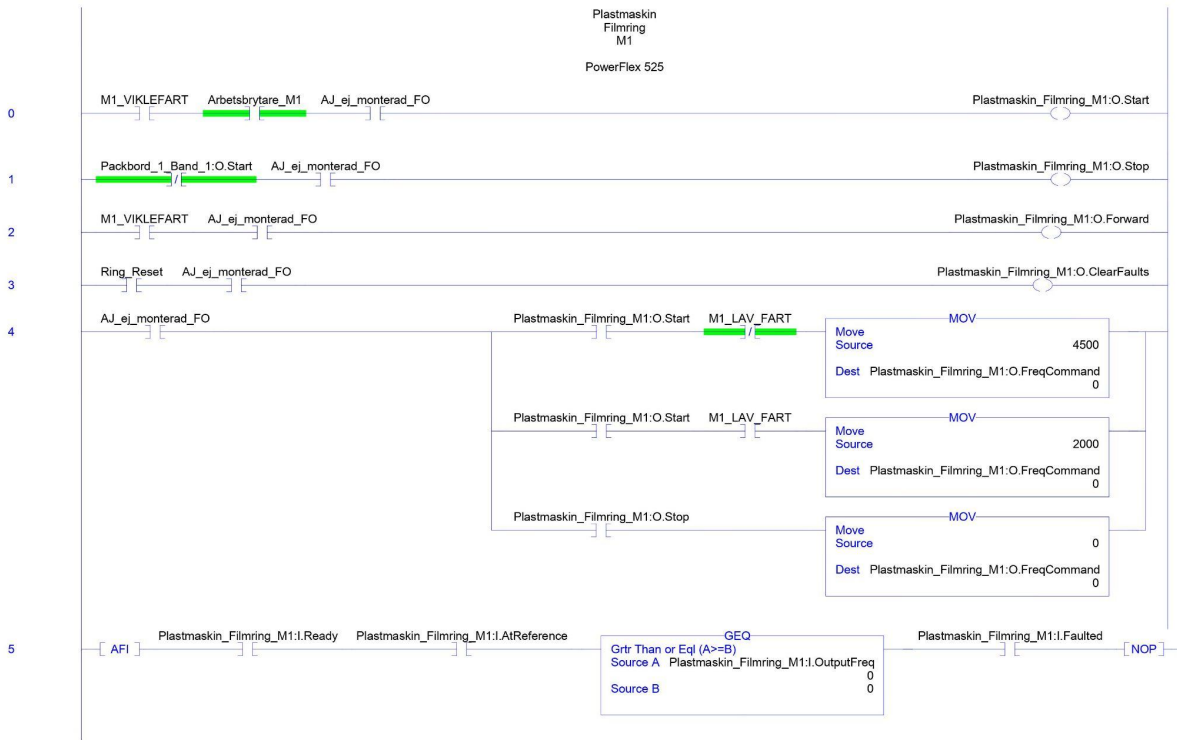 Plastmaskin
Filmring
M1
PowerFlex 525
0
M1_VIKLEFART Arbetsbrytare_M1 AJ_ej_monterad_FO Plastmaskin_Filmring_M1:O.Start
1
Packbord_1_Band_1:O.Start AJ_ej_monterad_FO Plastmaskin_Filmring_M1:O.Stop
2
M1_VIKLEFART AJ_ej_monterad_FO Plastmaskin_Filmring_M1:O.Forward
3
Ring_Reset AJ_ej_monterad_FO Plastmaskin_Filmring_M1:O.ClearFaults
4
AJ_ej_monterad_FO Plastmaskin_Filmring_M1:O.Start M1_LAV_FART
MOV
Move
Source 4500
Dest Plastmaskin_Filmring_M1:O.FreqCommand
0
Plastmaskin_Filmring_M1:O.Start M1_LAV_FART
MOV
Move
Source 2000
Dest Plastmaskin_Filmring_M1:O.FreqCommand
0
Plastmaskin_Filmring_M1:O.Stop
MOV
Move
Source 0
Dest Plastmaskin_Filmring_M1:O.FreqCommand
0
5
AFI
Plastmaskin_Filmring_M1:I.Ready Plastmaskin_Filmring_M1:I.AtReference
GEQ
Grtr Than or Eql (A>=B)
Source A Plastmaskin_Filmring_M1:I.OutputFreq
0
Source B 0
Plastmaskin_Filmring_M1:I.Faulted
NOP